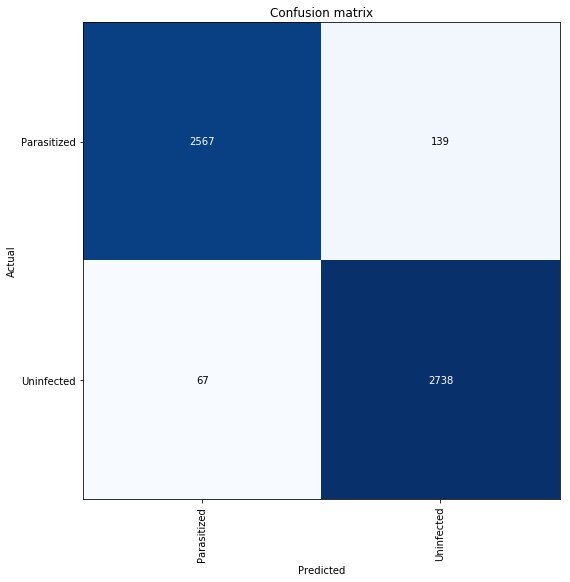 Confusion matrix
Actual
Parasitized
2567
139
Uninfected
67
2738
Parasitized
Uninfected
Predicted